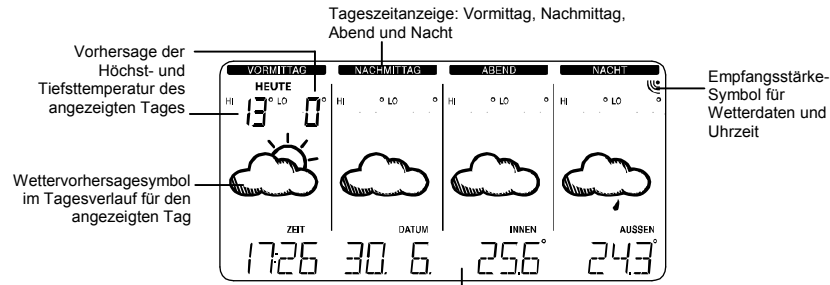 Tageszeitanzeige: Vormittag, Nachmittag,
Abend und Nacht
Vorhersage der
Höchst- und
Tiefsttemperatur des
angezeigten Tages
VORMITTAG NACHMITTAG ABEND NACHT
HEUTE
HI 13° LO 0° HI ° LO ° HI ° LO ° HI ° LO °
Empfangsstärke-
Symbol für
Wetterdaten und
Uhrzeit
Wettervorhersagesymbol
im Tagesverlauf für den
angezeigten Tag
ZEIT DATUM INNEN AUSSEN
17:26 30. 6. 25.6° 24.3°